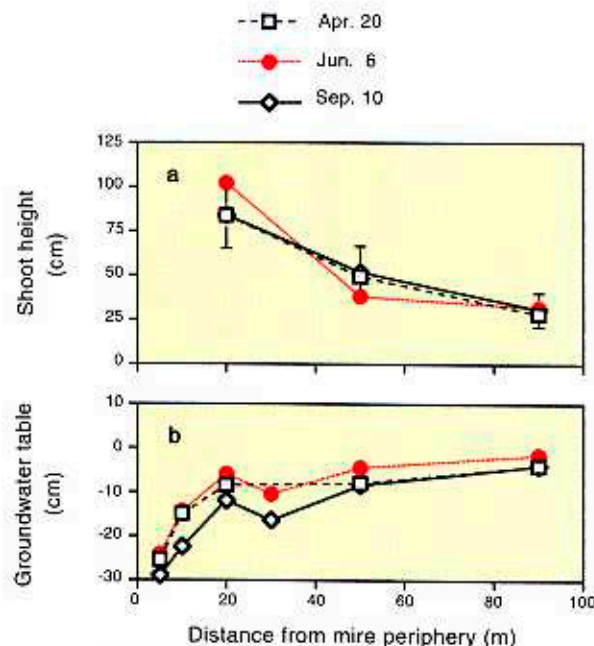 Apr. 20
Jun. 6
Sep. 10
125
100
75
50
25
0
a
Shoot height
(cm)
10
0
-10
-20
-30
b
Groundwater table
(cm)
0 20 40 60 80 100
Distance from mire periphery (m)